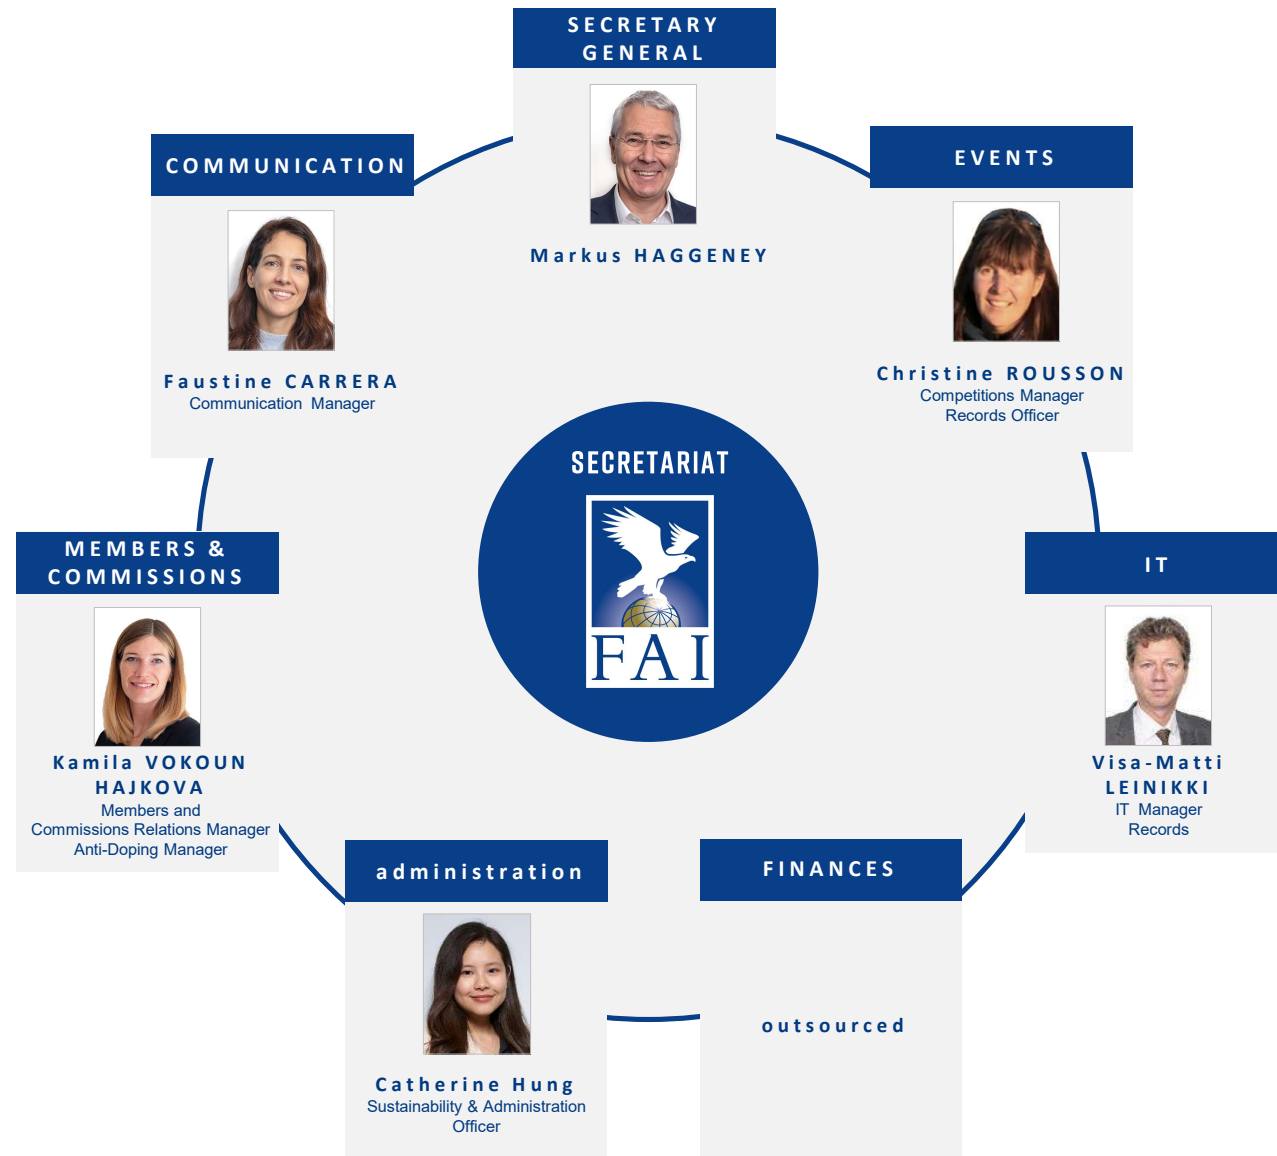 SECRETARY
GENERAL
Markus HAGGENEY
COMMUNICATION
Faustine CARRERA
Communication Manager
EVENTS
Christine ROUSSON
Competitions Manager
Records Officer
SECRETARIAT
FAI
MEMBERS &
COMMISSIONS
Kamila VOKOUN
HAJKOVA
Members and
Commissions Relations Manager
Anti-Doping Manager
IT
Visa-Matti
LEINIKKI
IT Manager
Records
administration
Catherine Hung
Sustainability & Administration
Officer
FINANCES
outsourced